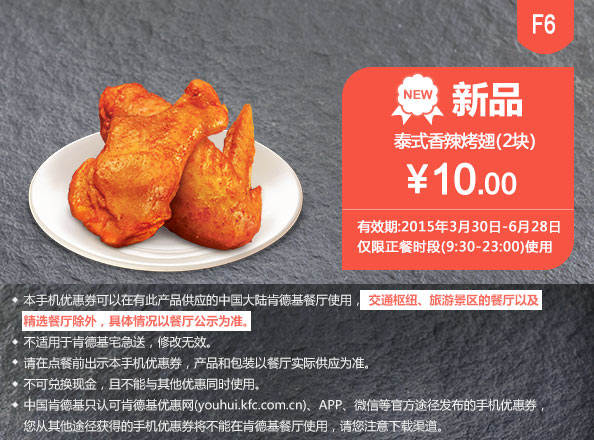 F6
NEW
新品
泰式香辣烤翅(2块)
¥10.00
有效期:2015年3月30日-6月28日
仅限正餐时段(9:30-23:00)使用
本手机优惠券可以在有此产品供应的中国大陆肯德基餐厅使用，交通枢纽、旅游景区的餐厅以及
精选餐厅除外，具体情况以餐厅公示为准。
不适用于肯德基宅急送，修改无效。
请在点餐前出示本手机优惠券，产品和包装以餐厅实际供应为准。
不可兑换现金，且不能与其他优惠同时使用。
中国肯德基只认可肯德基优惠网(youhui.kfc.com.cn)、APP、微信等官方途径发布的手机优惠券，
您从其他途径获得的手机优惠券将不能在肯德基餐厅使用，请您注意下载渠道。